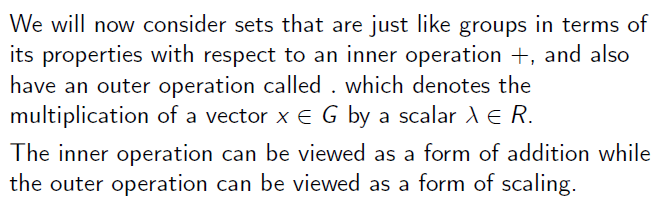 We will now consider sets that are just like groups in terms of
its properties with respect to an inner operation +, and also
have an outer operation called . which denotes the
multiplication of a vector x ∈ G by a scalar λ ∈ R.
The inner operation can be viewed as a form of addition while
the outer operation can be viewed as a form of scaling.